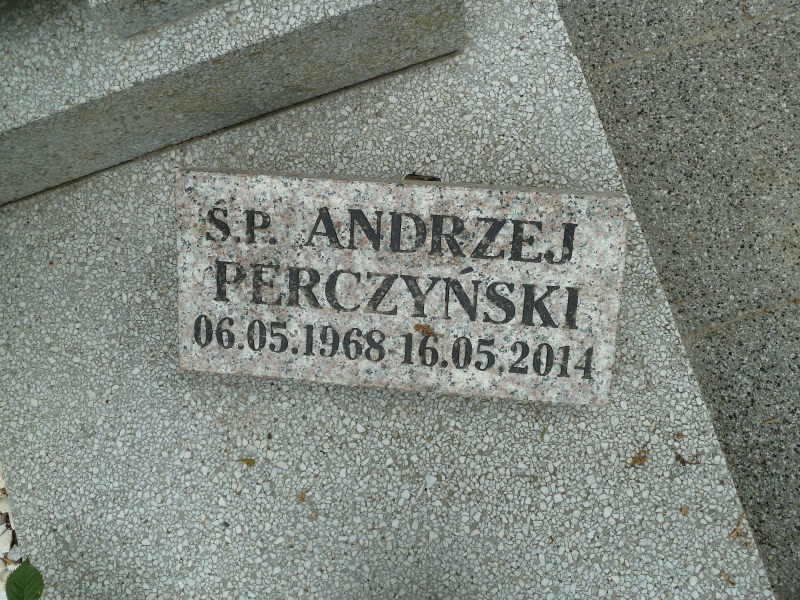 Ś.P. ANDRZEJ
PERCZYŃSKI
06.05.1968 16.05.2014